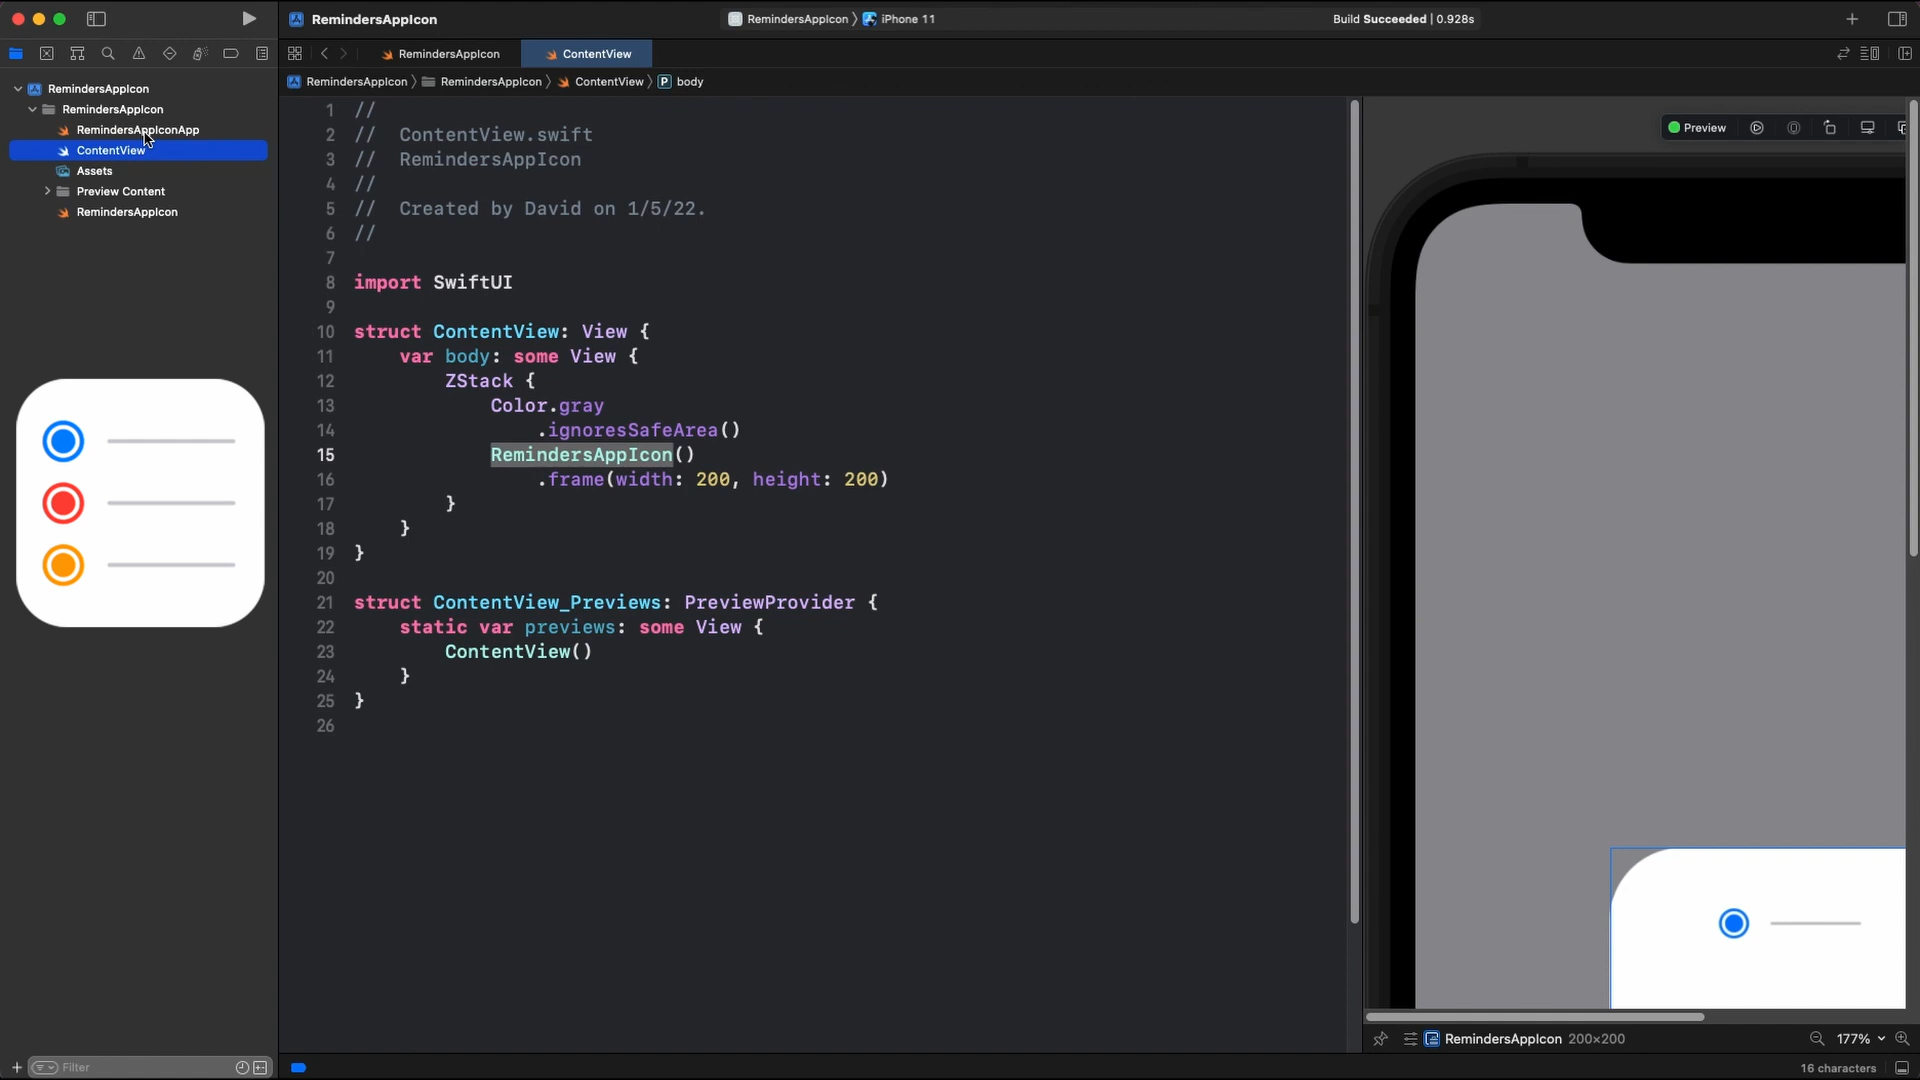 RemindersAppIcon
RemindersAppIcon
iPhone 11
Build Succeeded | 0.928s
RemindersAppIcon
ContentView
RemindersAppIcon
RemindersAppIcon
ContentView
P
body
RemindersAppIcon
RemindersAppIcon
RemindersAppIconApp
ContentView
Assets
Preview Content
RemindersAppIcon
1 //
2 // ContentView.swift
3 // RemindersAppIcon
4 //
5 // Created by David on 1/5/22.
6 //
7
8 import SwiftUI
9
10 struct ContentView: View {
11 var body: some View {
12 ZStack {
13 Color.gray
14 .ignoresSafeArea()
15 RemindersAppIcon()
16 .frame(width: 200, height: 200)
17 }
18 }
19 }
20
21 struct ContentView_Previews: PreviewProvider {
22 static var previews: some View {
23 ContentView()
24 }
25 }
26
Preview
RemindersAppIcon 200×200
177%
Filter
16 characters